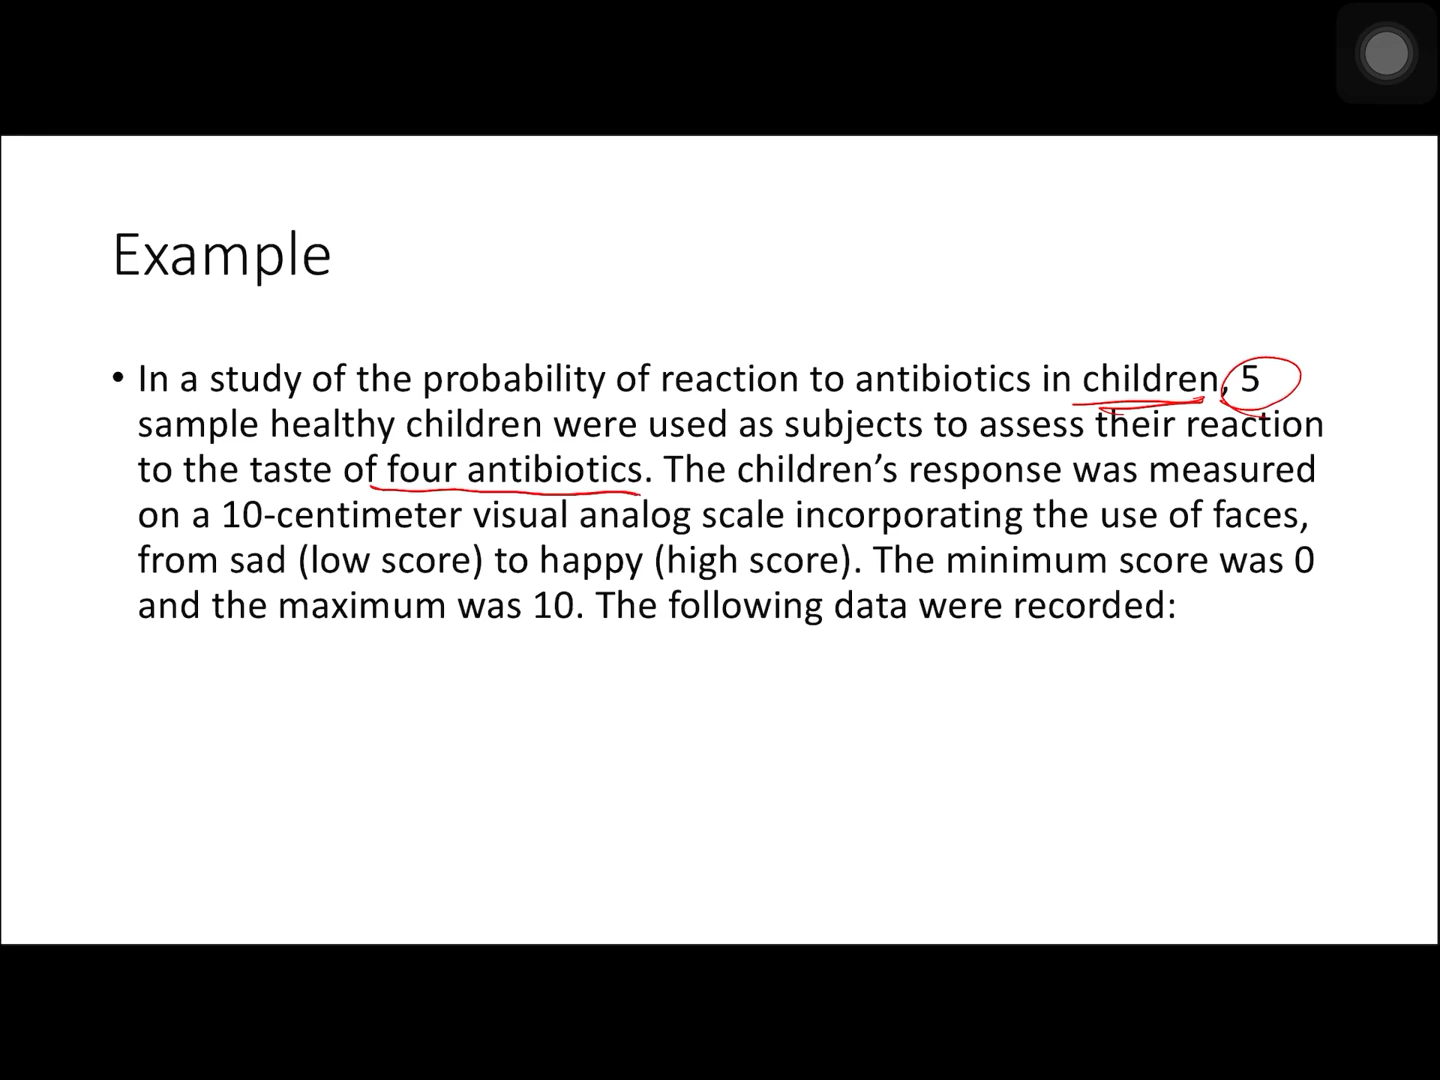 Example
• In a study of the probability of reaction to antibiotics in children, 5
sample healthy children were used as subjects to assess their reaction
to the taste of four antibiotics. The children’s response was measured
on a 10-centimeter visual analog scale incorporating the use of faces,
from sad (low score) to happy (high score). The minimum score was 0
and the maximum was 10. The following data were recorded: